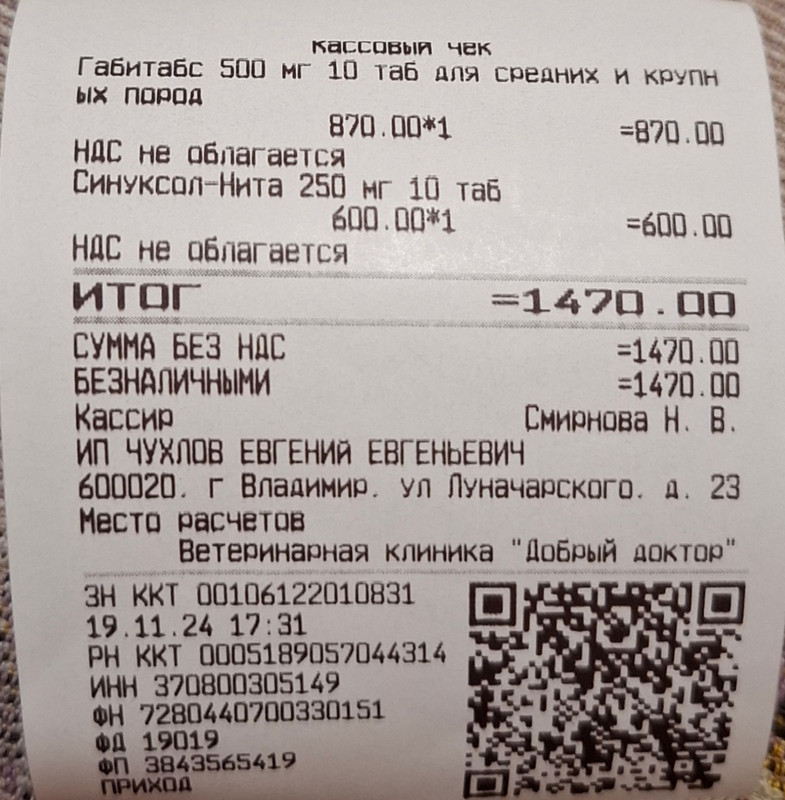 Кассовый чек
Габитабс 500 мг 10 таб для средних и крупн
ых пород
870.00*1 =870.00
НДС не облагается
Синуксол-Нита 250 мг 10 таб
600.00*1 =600.00
НДС не облагается
ИТОГ =1470.00
СУММА БЕЗ НДС =1470.00
БЕЗНАЛИЧНЫМИ =1470.00
Кассир Смирнова Н. В.
ИП ЧУХЛОВ ЕВГЕНИЙ ЕВГЕНЬЕВИЧ
600020. г Владимир. ул Луначарского. д. 23
Место расчетов
Ветеринарная клиника "Добрый доктор"
ЗН ККТ 00106122010831
19.11.24 17:31
РН ККТ 0005189057044314
ИНН 370800305149
ФН 7280440700330151
ФД 19019
ФП 3843565419
ПРИХОД